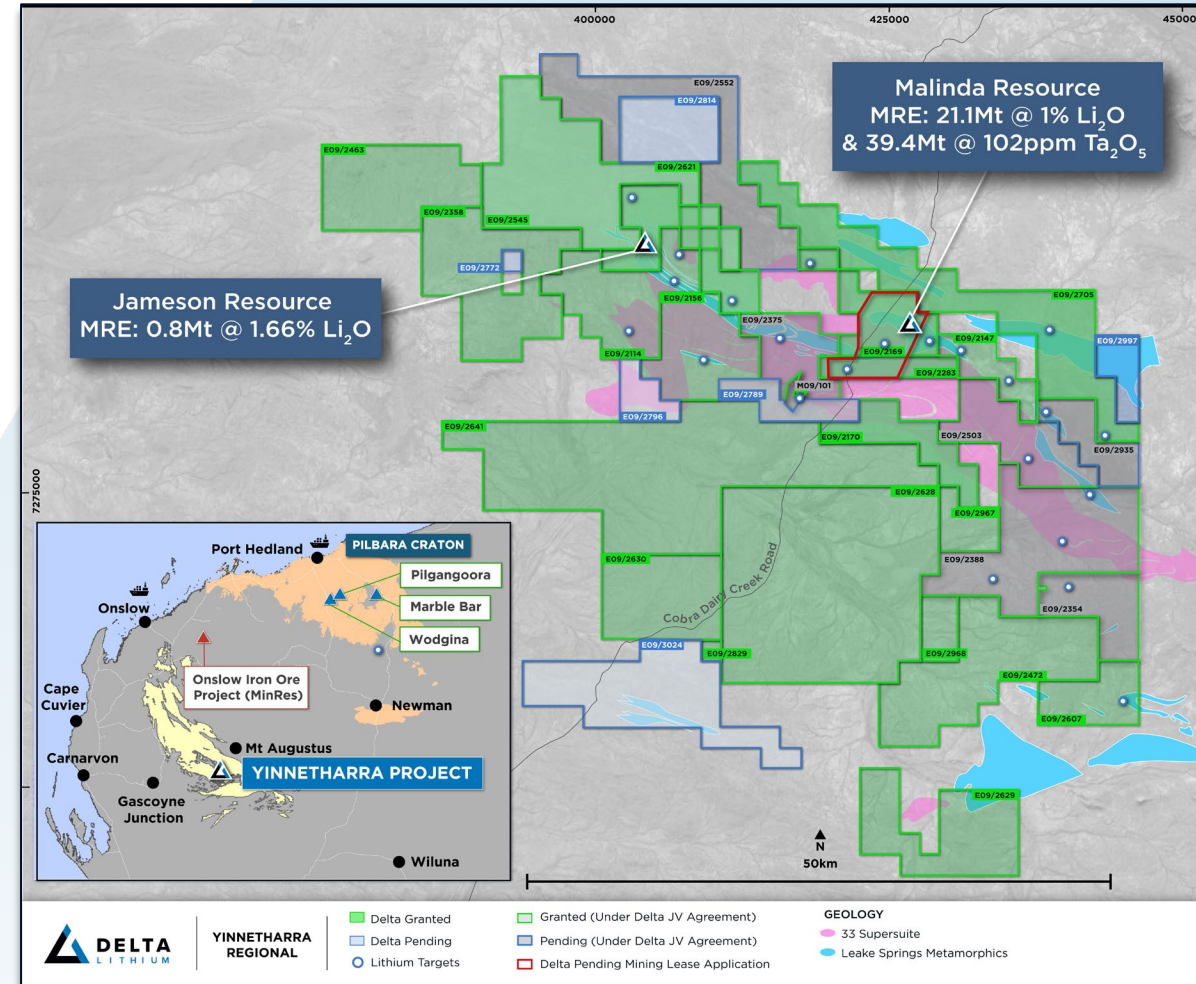 400000
425000
45000
7275000
Malinda Resource
MRE: 21.1Mt @ 1% Li₂O
& 39.4Mt @ 102ppm Ta₂O₅
Jameson Resource
MRE: 0.8Mt @ 1.66% Li₂O
E09/2552
E09/2814
E09/2463
E09/2621
E09/2358
E09/2545
E09/2772
E09/2156
E09/2705
E09/2375
E09/2997
E09/2147
E09/2169
E09/2114
E09/2283
M09/101
E09/2789
E09/2796
E09/2641
E09/2170
E09/2503
E09/2935
E09/2628
E09/2967
E09/2630
E09/2388
E09/2354
Cobra Dairy Creek Road
E09/3024
E09/2829
E09/2968
E09/2472
E09/2607
E09/2629
N
50km
PILBARA CRATON
Port Hedland
Pilgangoora
Marble Bar
Onslow
Wodgina
Onslow Iron Ore
Project (MinRes)
Cape
Cuvier
Newman
Mt Augustus
Carnarvon
YINNETHARRA PROJECT
Gascoyne
Junction
Wiluna
DELTA
LITHIUM
YINNETHARRA
REGIONAL
Delta Granted
Delta Pending
Lithium Targets
Granted (Under Delta JV Agreement)
Pending (Under Delta JV Agreement)
Delta Pending Mining Lease Application
GEOLOGY
33 Supersuite
Leake Springs Metamorphics